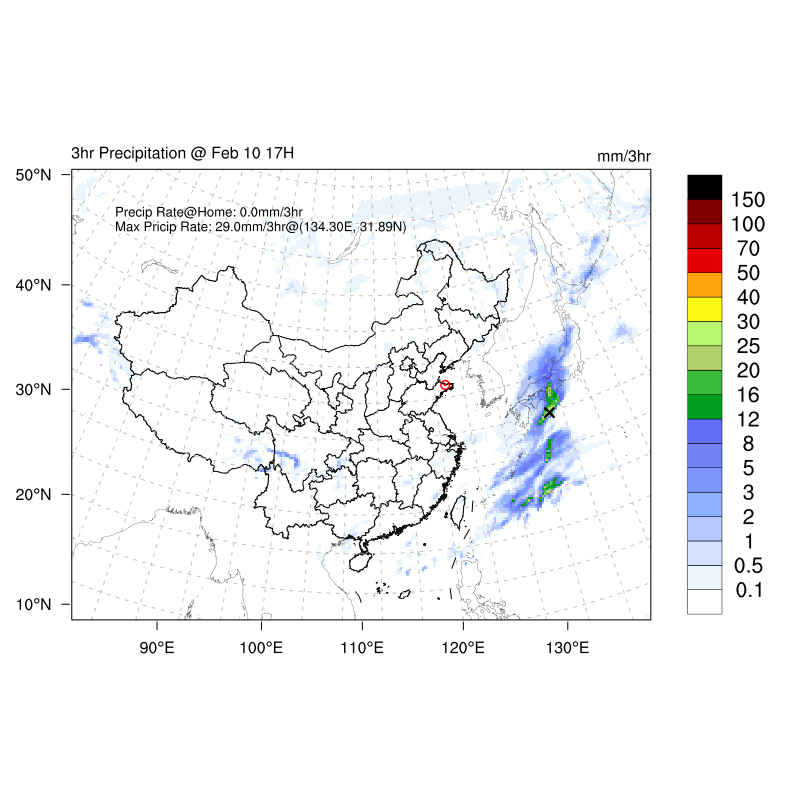 3hr Precipitation @ Feb 10 17H
mm/3hr
Precip Rate@Home: 0.0mm/3hr
Max Pricip Rate: 29.0mm/3hr@(134.30E, 31.89N)
50°N
40°N
30°N
20°N
10°N
90°E
100°E
110°E
120°E
130°E
150
100
70
50
40
30
25
20
16
12
8
5
3
2
1
0.5
0.1